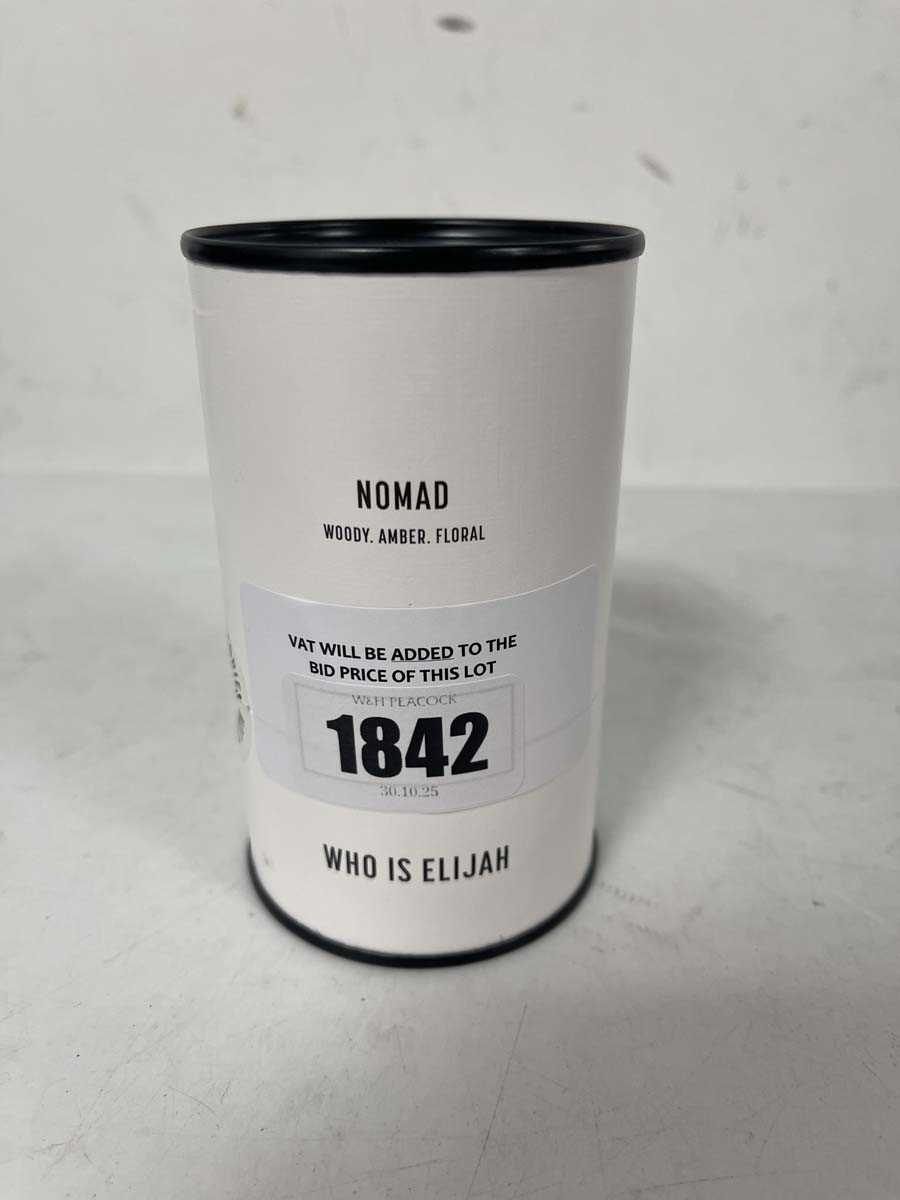 NOMAD
WOODY. AMBER. FLORAL
VAT WILL BE ADDED TO THE
BID PRICE OF THIS LOT
W&H PEACOCK
1842
30.10.25
WHO IS ELIJAH